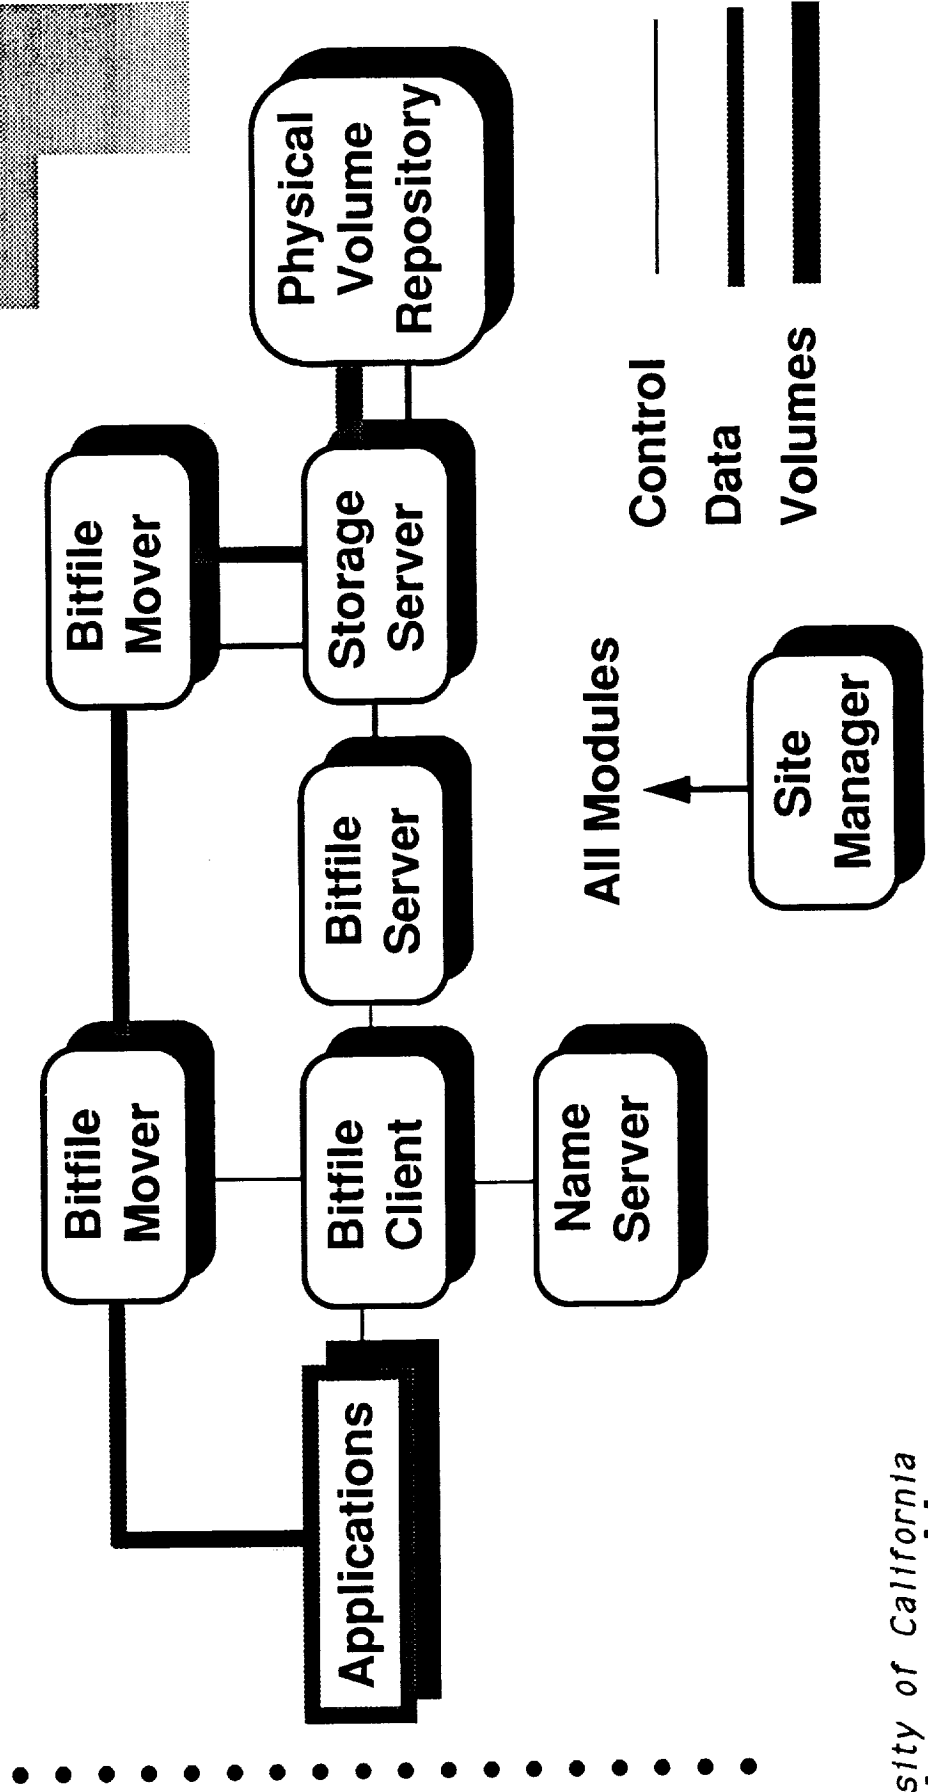 Bitfile
Mover
Bitfile
Mover
Applications
Bitfile
Client
Bitfile
Server
Storage
Server
Physical
Volume
Repository
Name
Server
All Modules
Site
Manager
Control
Data
Volumes
of California